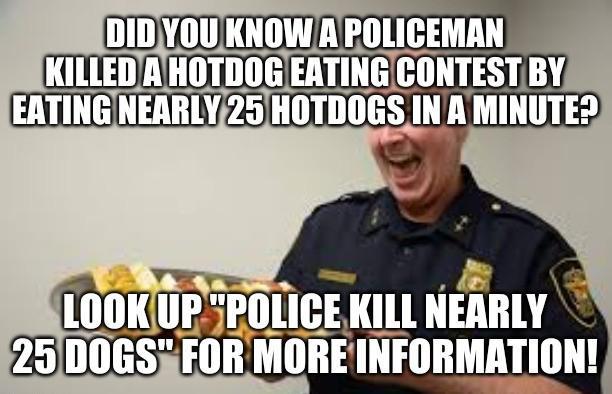 DID YOU KNOW A POLICEMAN
KILLED A HOTDOG EATING CONTEST BY
EATING NEARLY 25 HOTDOGS IN A MINUTE?
LOOK UP "POLICE KILL NEARLY
25 DOGS" FOR MORE INFORMATION!